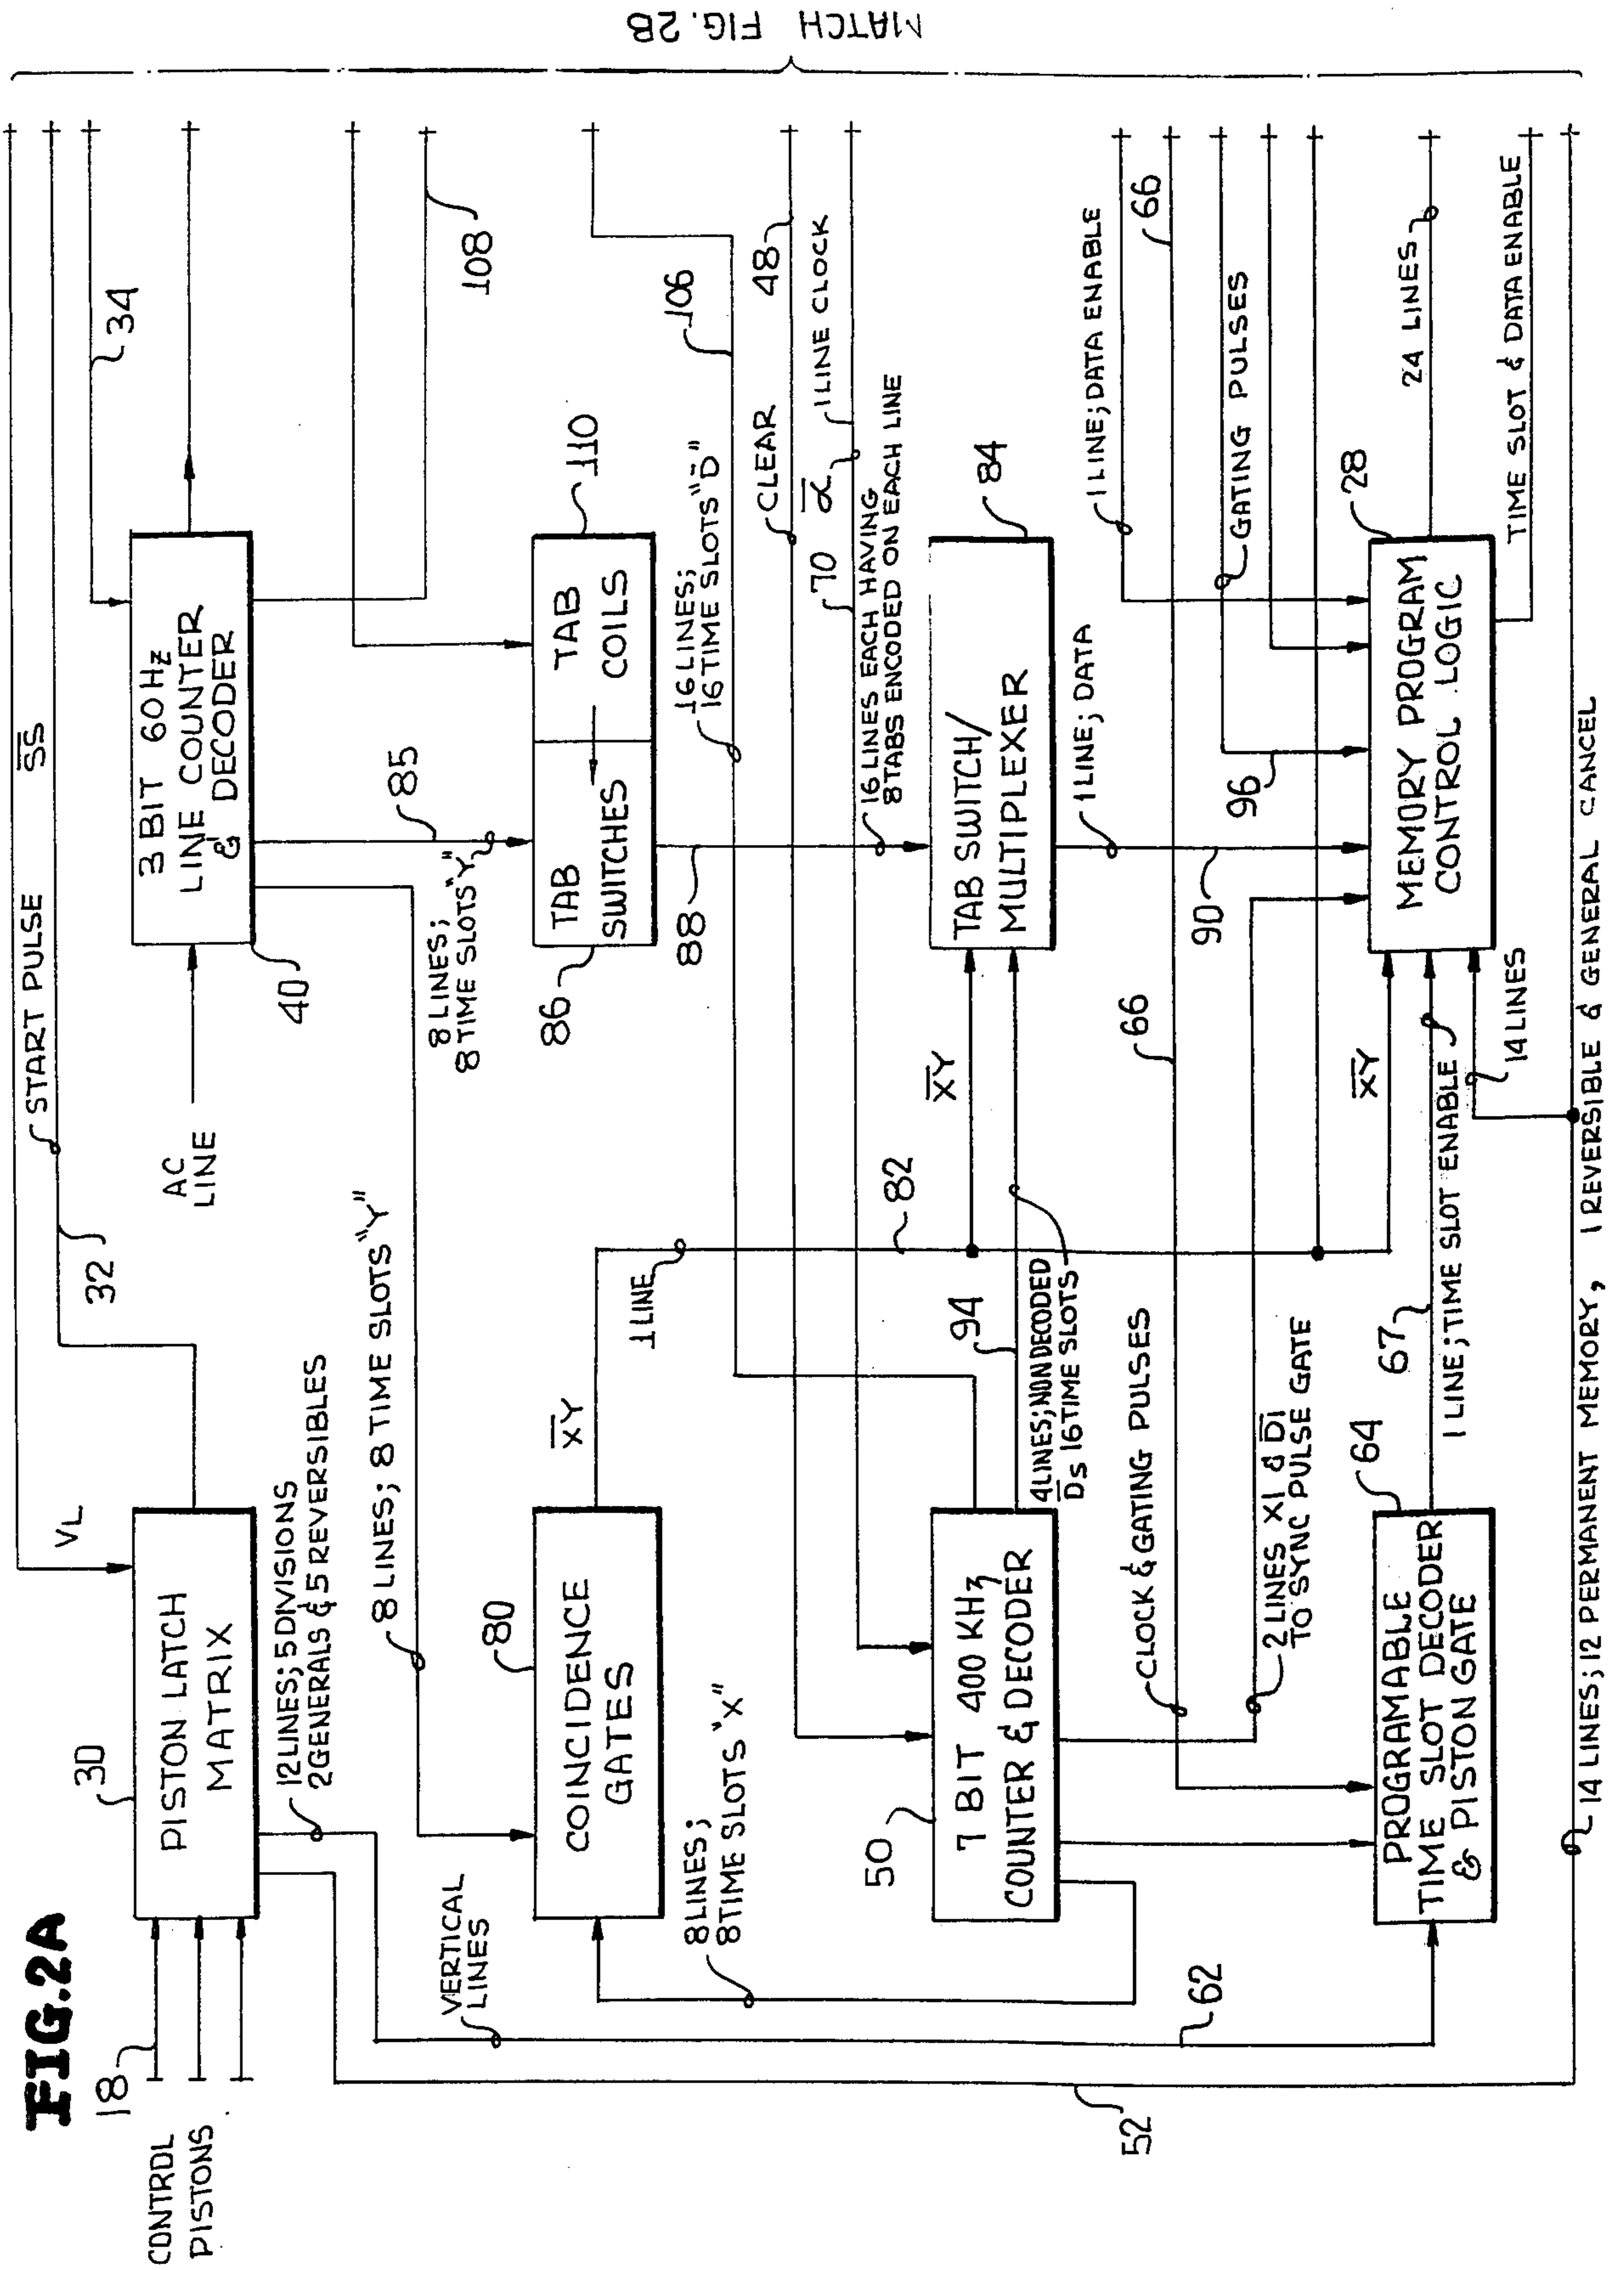 FIG.2A
MATCH FIG.2B
CONTROL
PISTONS
18
30
PISTON LATCH
MATRIX
VL
32
START PULSE
SS
34
AC
LINE
40
3 BIT 60 Hz
LINE COUNTER
& DECODER
12 LINES; 5 DIVISIONS
2 GENERALS & 5 REVERSIBLES
8 LINES; 8 TIME SLOTS "Y"
8 LINES;
8 TIME SLOTS "Y"
85
108
VERTICAL
LINES
80
COINCIDENCE
GATES
X̅Y
1 LINE
82
86
TAB
SWITCHES
TAB
COILS
110
88
16 LINES;
16 TIME SLOTS "D̅"
106
CLEAR
48
70
α̅
1 LINE CLOCK
16 LINES EACH HAVING
8 TABS ENCODED ON EACH LINE
8 LINES;
8 TIME SLOTS "X"
50
7 BIT 400 KHz
COUNTER & DECODER
94
4 LINES; NON DECODED
D̅s 16 TIME SLOTS
X̅Y
TAB SWITCH/
MULTIPLEXER
84
1 LINE; DATA
90
1 LINE; DATA ENABLE
66
CLOCK & GATING PULSES
66
GATING PULSES
96
2 LINES X1 & D̅1
TO SYNC PULSE GATE
62
64
PROGRAMABLE
TIME SLOT DECODER
& PISTON GATE
67
1 LINE; TIME SLOT ENABLE
X̅Y
14 LINES
MEMORY PROGRAM
CONTROL LOGIC
28
24 LINES
TIME SLOT & DATA ENABLE
52
14 LINES; 12 PERMANENT MEMORY, 1 REVERSIBLE & GENERAL CANCEL